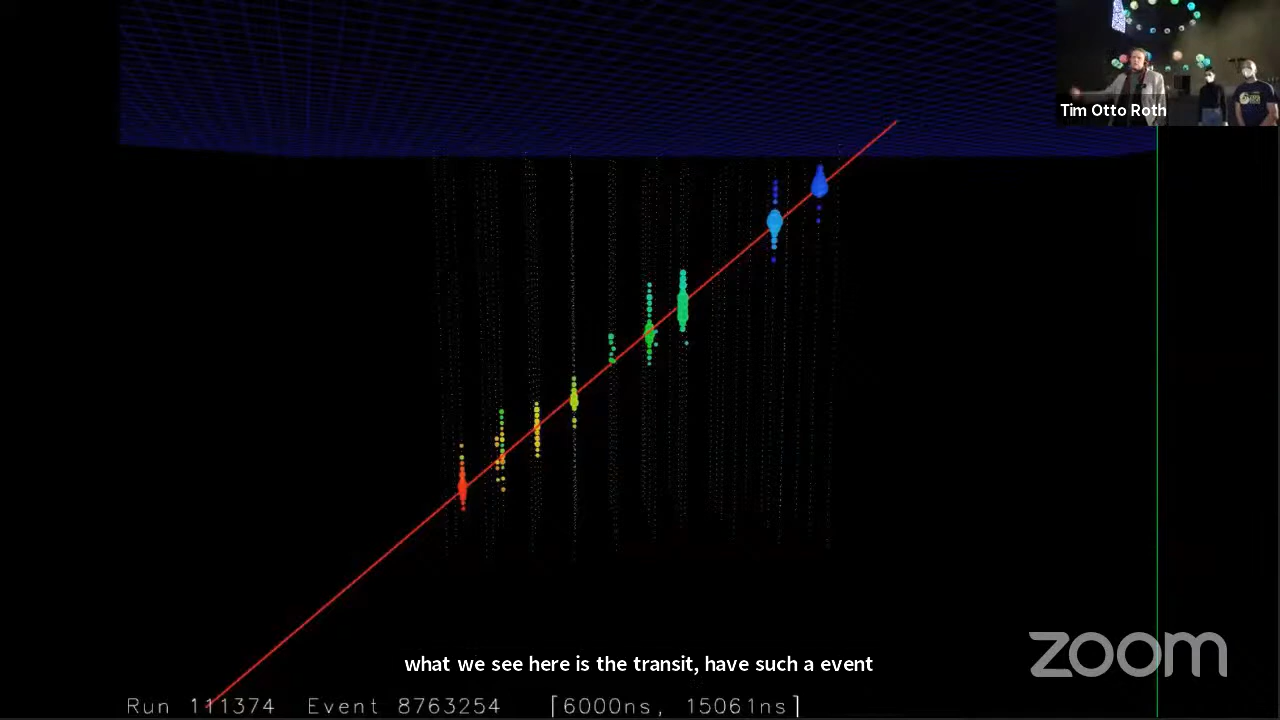 Tim Otto Roth
what we see here is the transit, have such a event
zoom
Run 111374 Event 8763254 [6000ns, 15061ns]